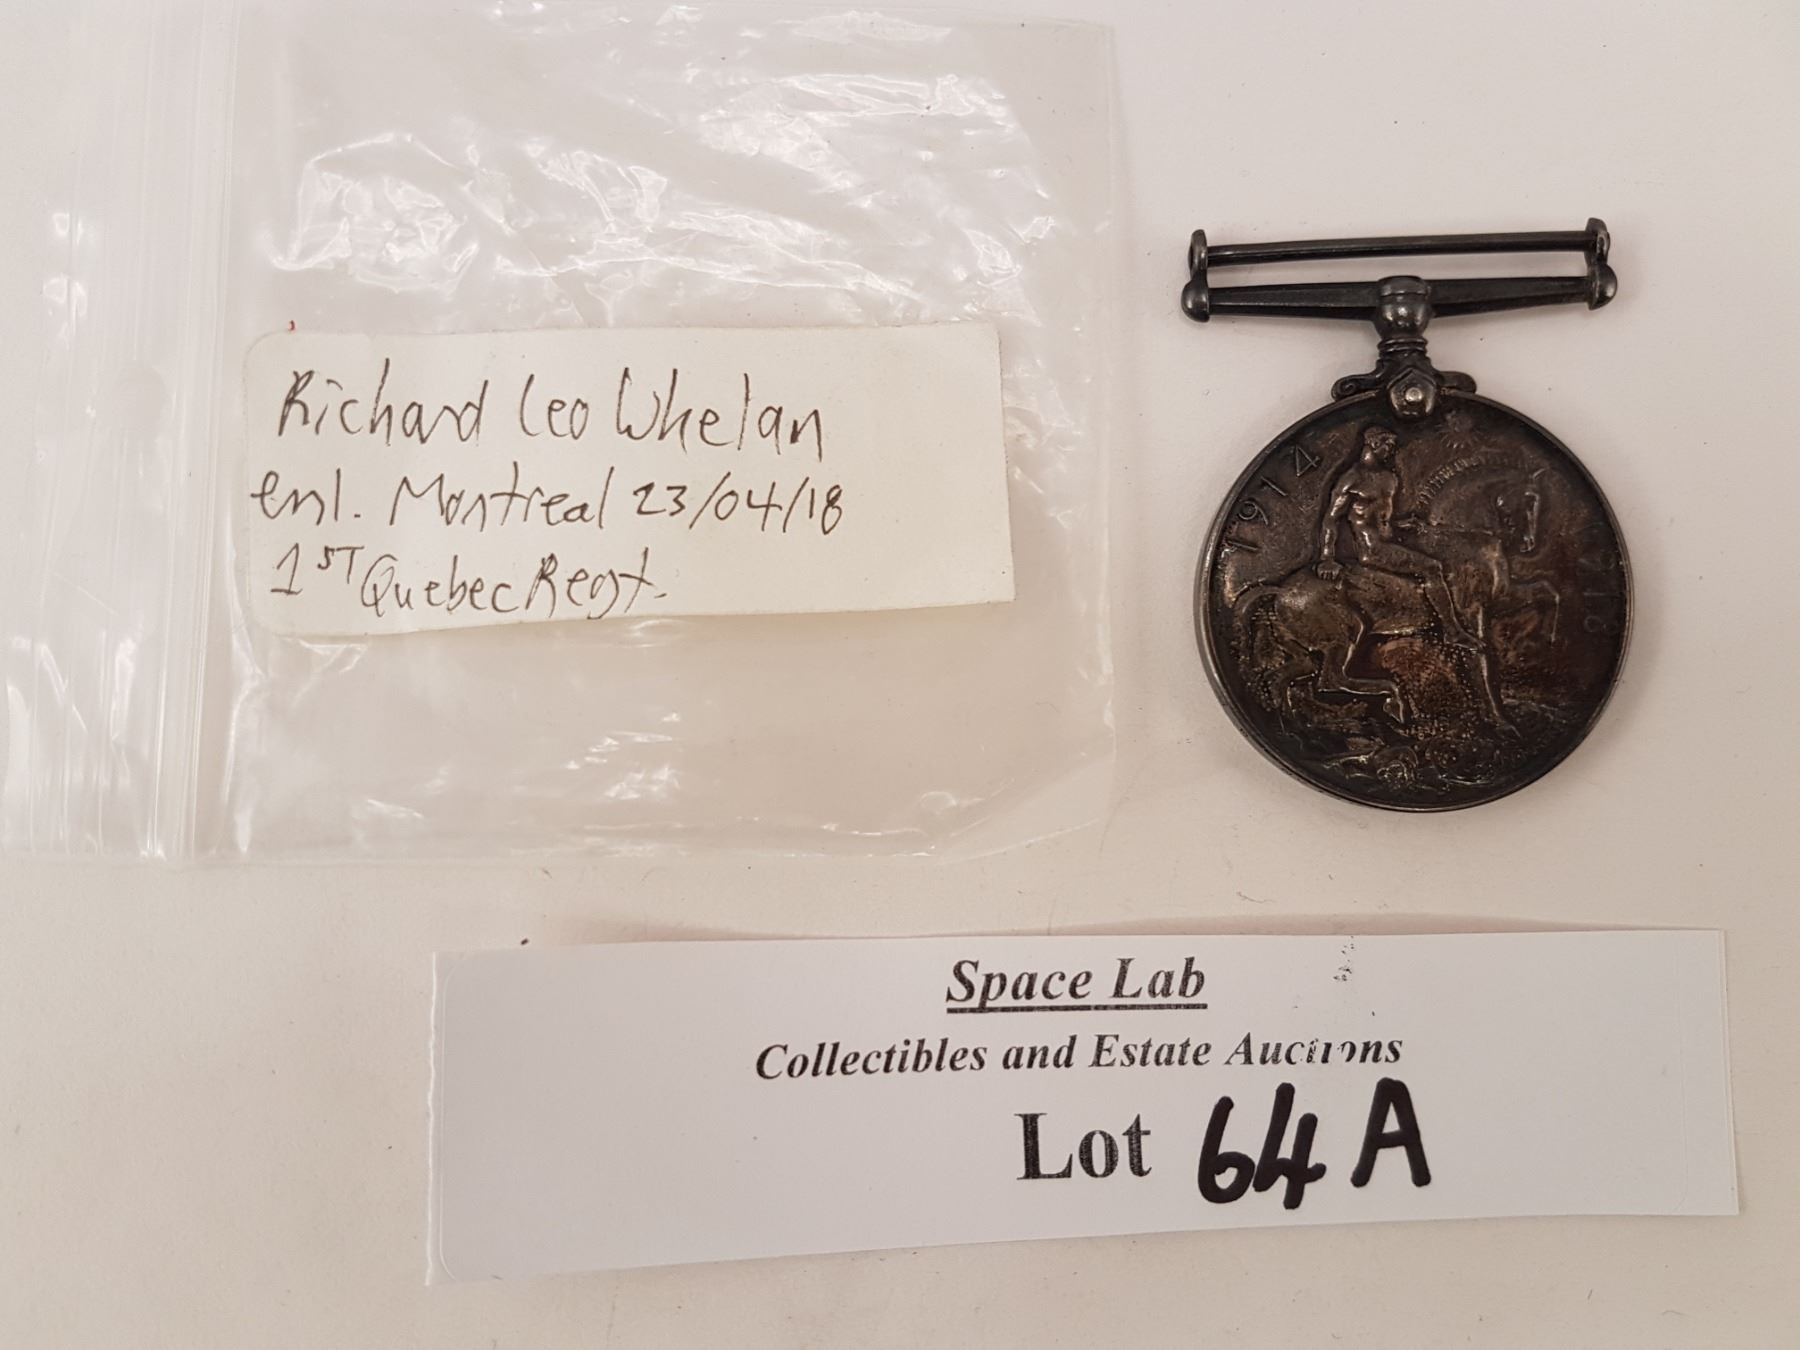 Richard Leo Whelan
enl. Montreal 23/04/18
1ST Quebec Regt.
1914
1918
Space Lab
Collectibles and Estate Auctions
Lot 64A